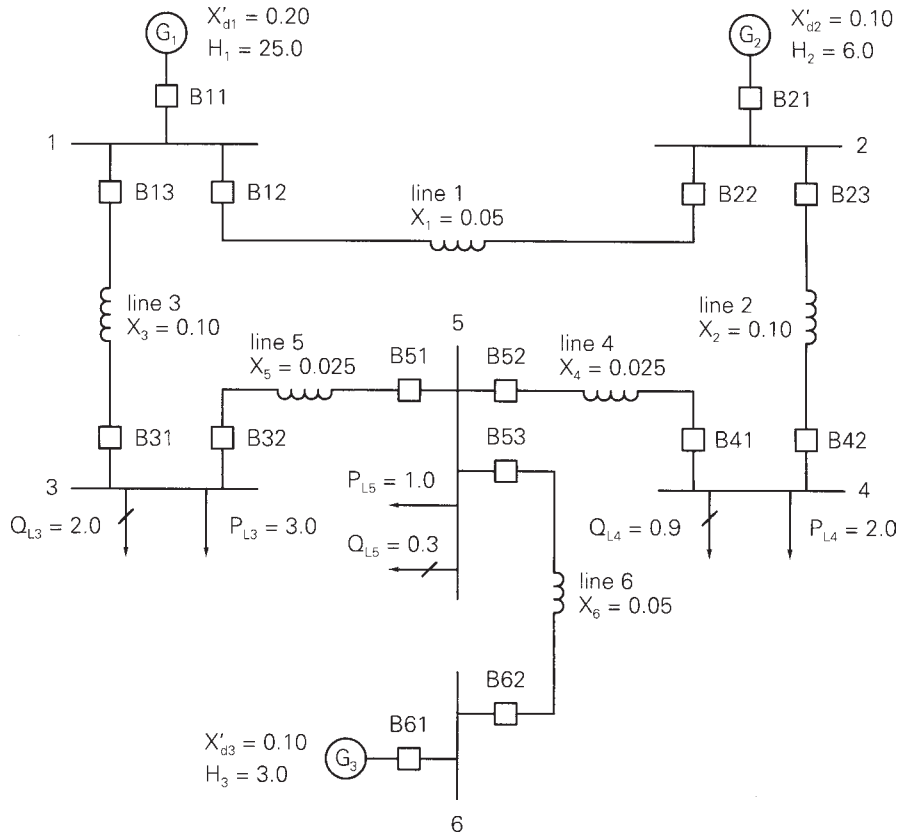 G₁
X'd1 = 0.20
H₁ = 25.0
B11
G₂
X'd2 = 0.10
H₂ = 6.0
B21
1
2
B13
B12
B22
B23
line 1
X₁ = 0.05
line 3
X₃ = 0.10
line 2
X₂ = 0.10
5
line 5
X₅ = 0.025
B51
B52
line 4
X₄ = 0.025
B31
B32
B53
B41
B42
3
4
QL3 = 2.0
PL3 = 3.0
PL5 = 1.0
QL5 = 0.3
QL4 = 0.9
PL4 = 2.0
line 6
X₆ = 0.05
B62
B61
X'd3 = 0.10
H₃ = 3.0
G₃
6